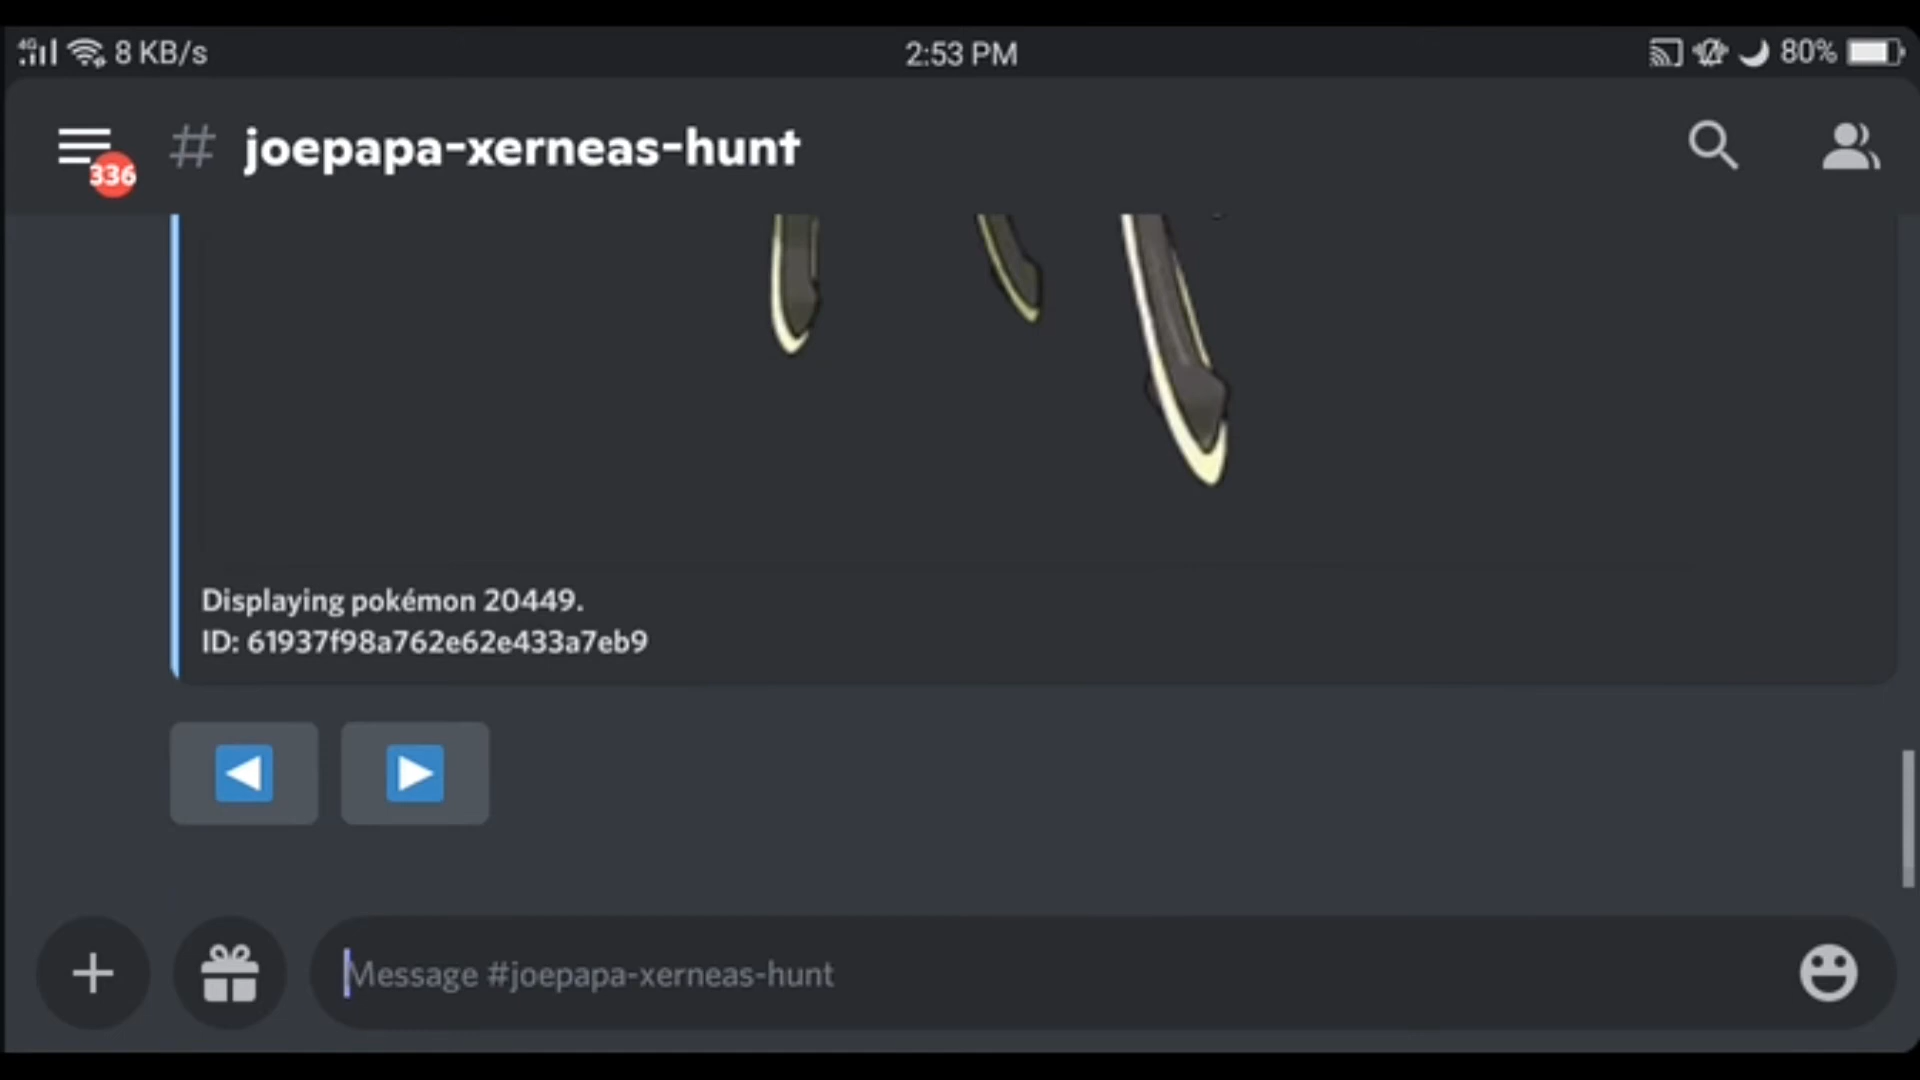 4G 8 KB/s 2:53 PM 80%
336 # joepapa-xerneas-hunt
Displaying pokémon 20449.
ID: 61937f98a762e62e433a7eb9
Message #joepapa-xerneas-hunt